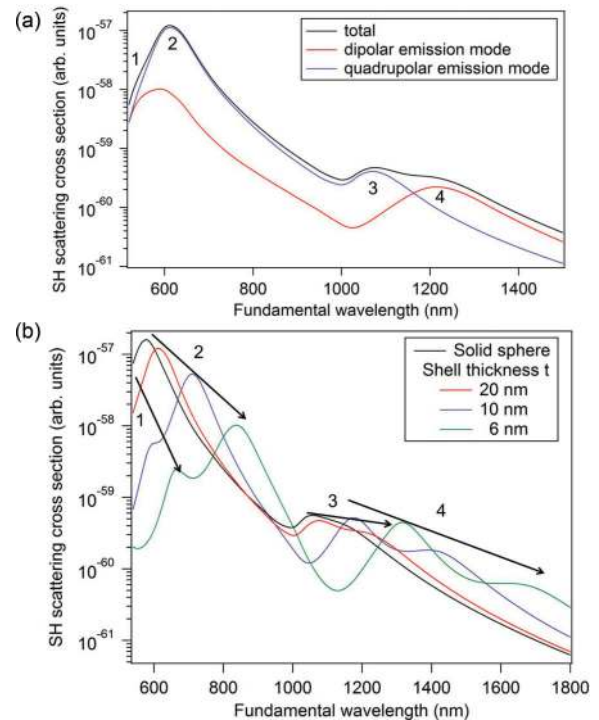 (a)
SH scattering cross section (arb. units)
10^-57
10^-58
10^-59
10^-60
10^-61
1
2
3
4
total
dipolar emission mode
quadrupolar emission mode
600 800 1000 1200 1400
Fundamental wavelength (nm)
(b)
SH scattering cross section (arb. units)
10^-57
10^-58
10^-59
10^-60
10^-61
1
2
3
4
Solid sphere
Shell thickness t
20 nm
10 nm
6 nm
600 800 1000 1200 1400 1600 1800
Fundamental wavelength (nm)